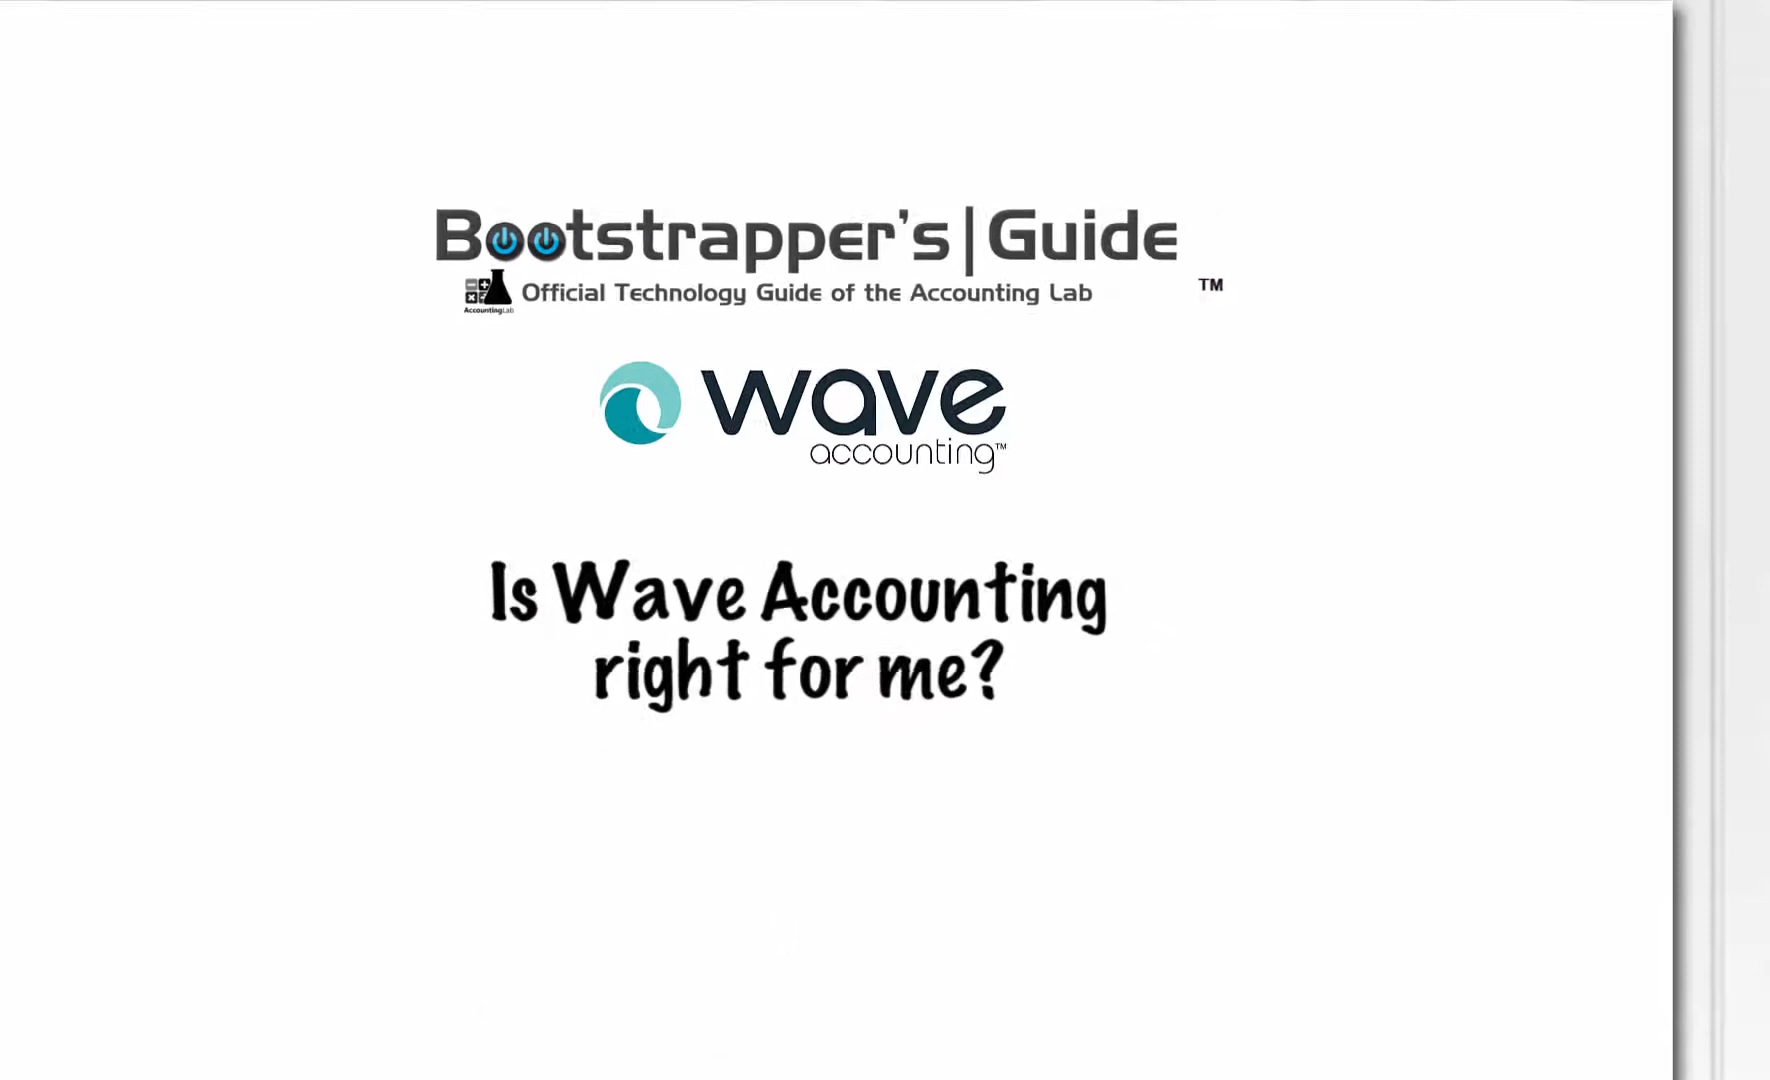 Bootstrapper's|Guide
AccountingLab
Official Technology Guide of the Accounting Lab ™
wave
accounting™
Is Wave Accounting
right for me?